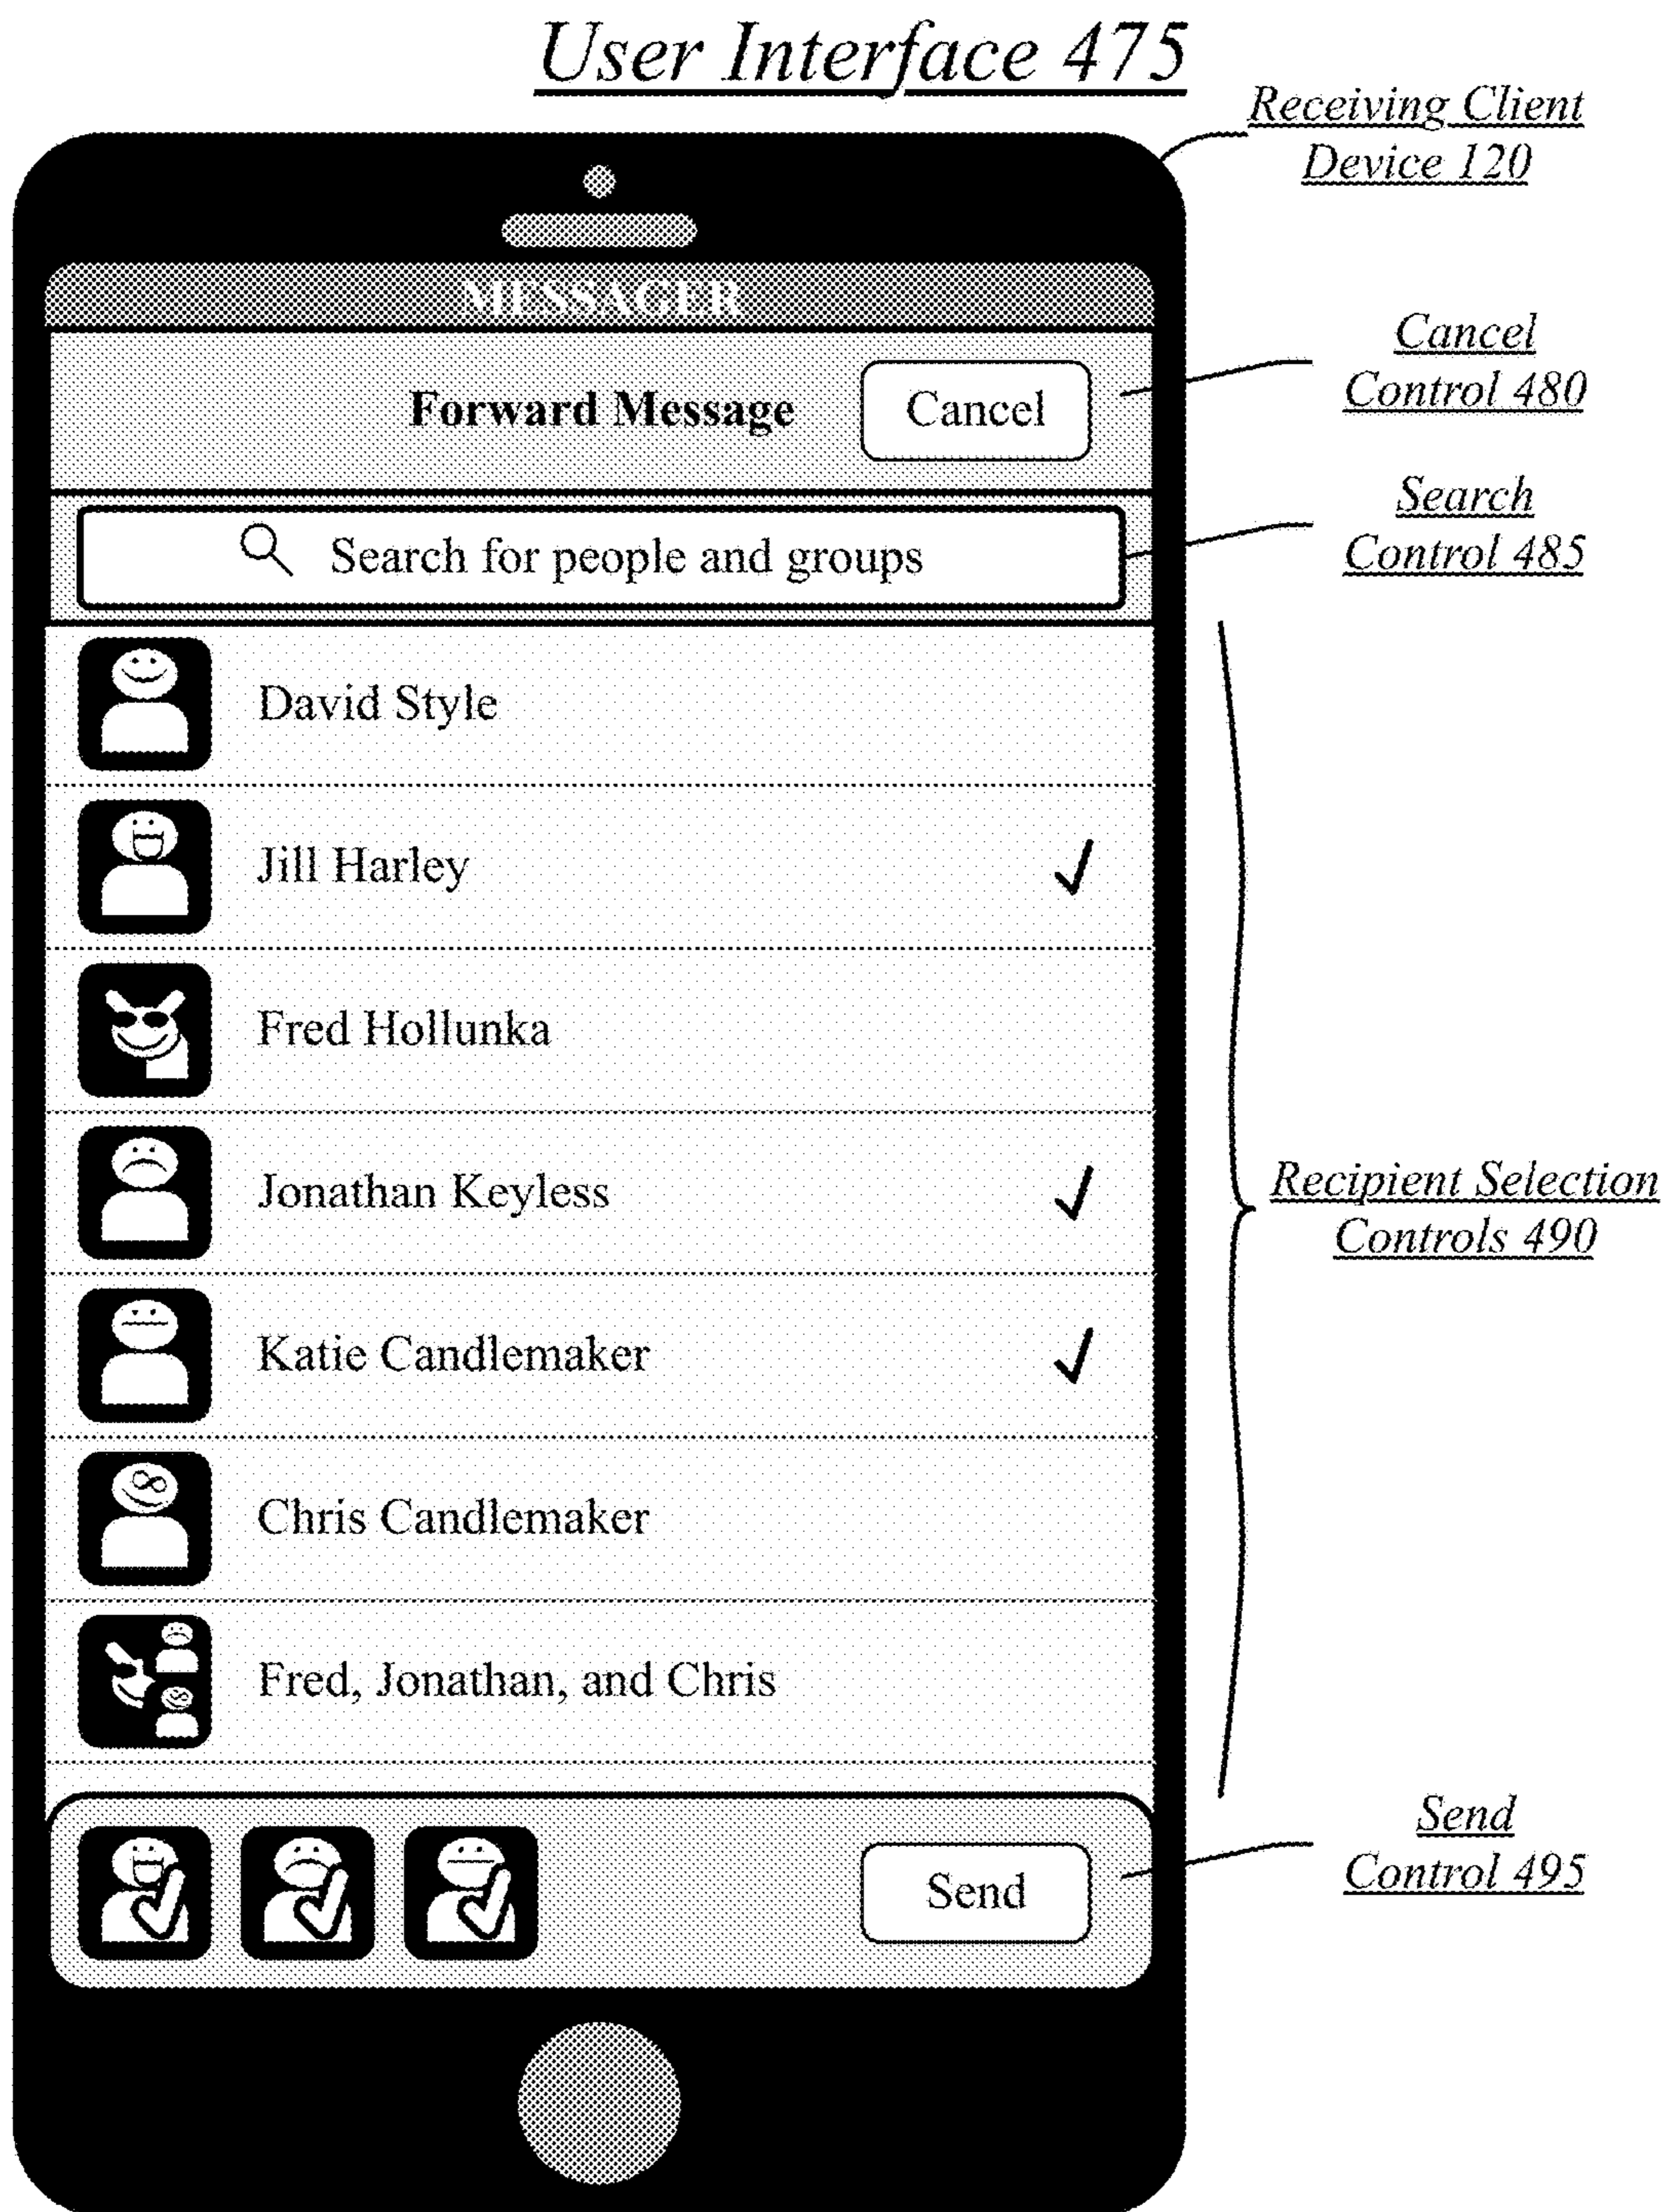 User Interface 475
Receiving Client
Device 120
MESSAGER
Forward Message
Cancel
Cancel
Control 480
Search for people and groups
Search
Control 485
David Style
Jill Harley
Fred Hollunka
Jonathan Keyless
Katie Candlemaker
Chris Candlemaker
Fred, Jonathan, and Chris
Recipient Selection
Controls 490
Send
Send
Control 495